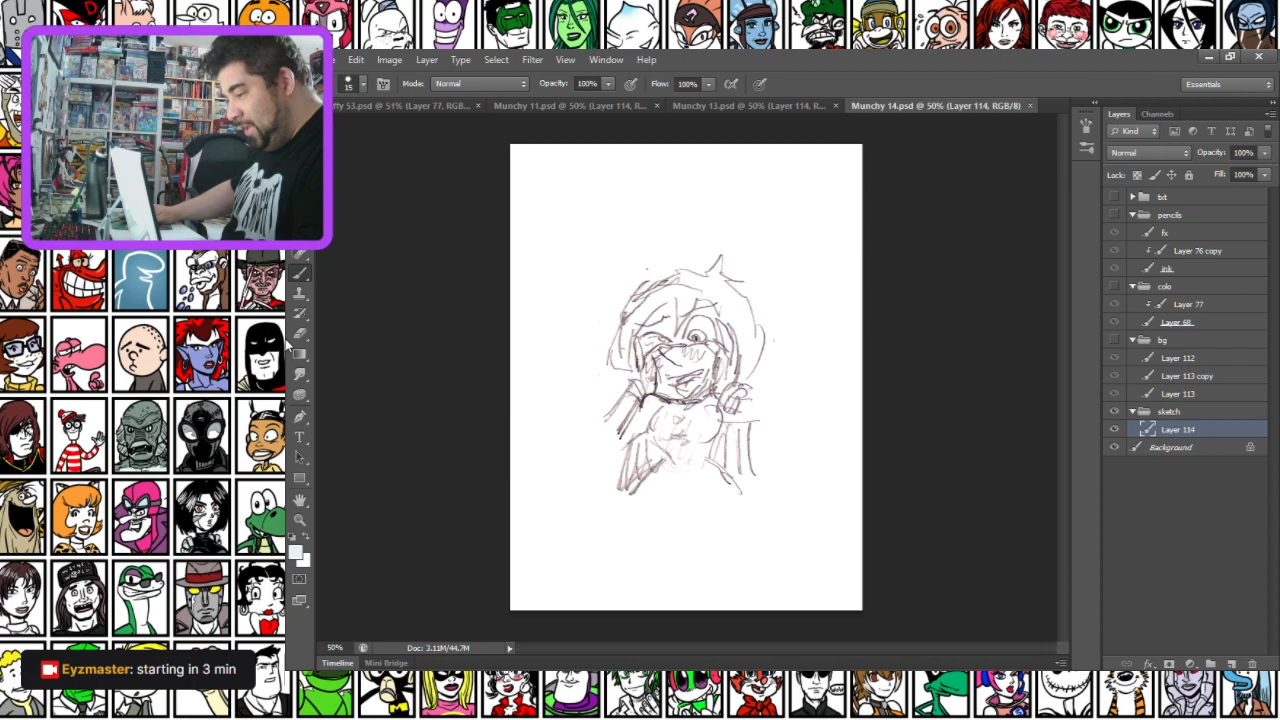 Edit Image Layer Type Select Filter View Window Help
15 Mode: Normal Opacity: 100% Flow: 100% Essentials
ffy 53.psd @ 51% (Layer 77, RGB... × Munchy 11.psd @ 50% (Layer 114, R... × Munchy 13.psd @ 50% (Layer 114, R... × Munchy 14.psd @ 50% (Layer 114, RGB/8) ×
Layers Channels
Kind
Normal Opacity: 100%
Lock: Fill: 100%
txt
pencils
fx
Layer 76 copy
ink
colo
Layer 77
Layer 68
bg
Layer 112
Layer 113 copy
Layer 113
sketch
Layer 114
Background
50% Doc: 3.11M/44.7M
Timeline Mini Bridge
Eyzmaster: starting in 3 min